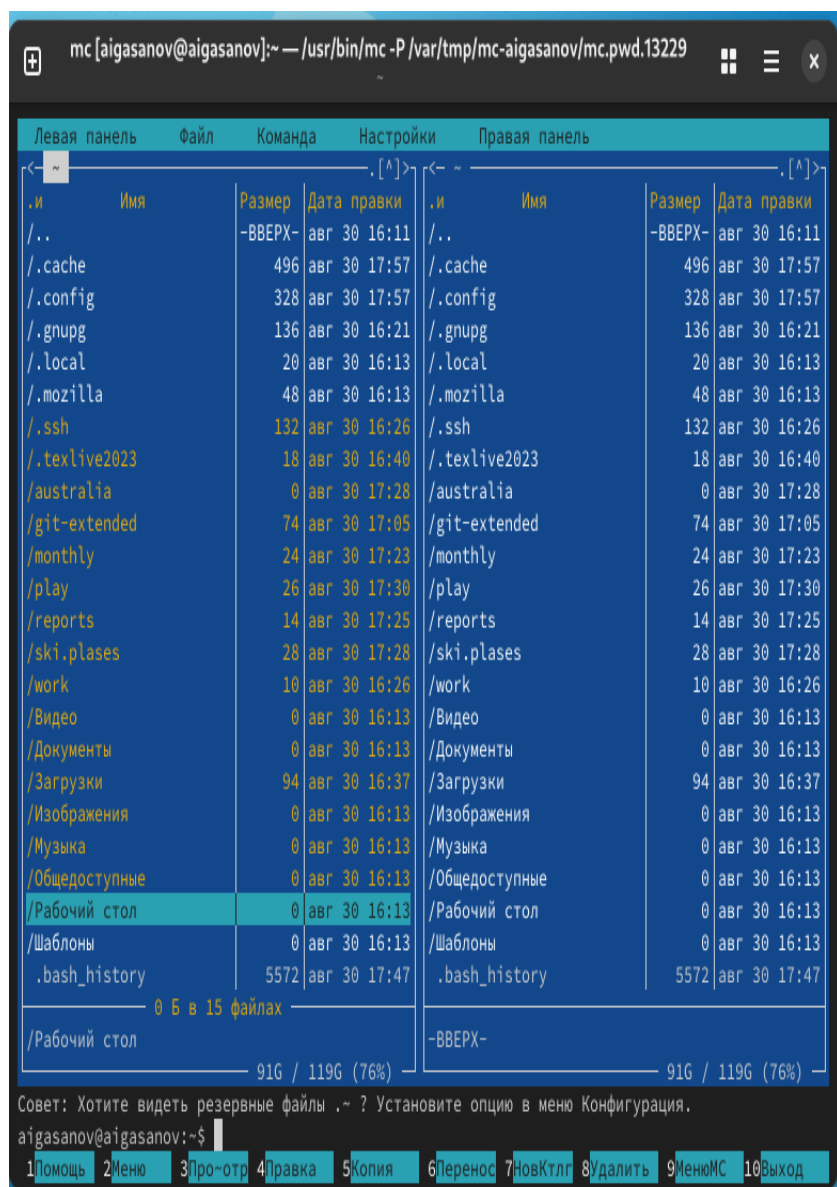 mc [aigasanov@aigasanov]:~ — /usr/bin/mc -P /var/tmp/mc-aigasanov/mc.pwd.13229
~
Левая панель Файл Команда Настройки Правая панель
<- ~ .[^]> <- ~ .[^]>
.и Имя Размер Дата правки .и Имя Размер Дата правки
/.. -ВВЕРХ- авг 30 16:11 /.. -ВВЕРХ- авг 30 16:11
/.cache 496 авг 30 17:57 /.cache 496 авг 30 17:57
/.config 328 авг 30 17:57 /.config 328 авг 30 17:57
/.gnupg 136 авг 30 16:21 /.gnupg 136 авг 30 16:21
/.local 20 авг 30 16:13 /.local 20 авг 30 16:13
/.mozilla 48 авг 30 16:13 /.mozilla 48 авг 30 16:13
/.ssh 132 авг 30 16:26 /.ssh 132 авг 30 16:26
/.texlive2023 18 авг 30 16:40 /.texlive2023 18 авг 30 16:40
/australia 0 авг 30 17:28 /australia 0 авг 30 17:28
/git-extended 74 авг 30 17:05 /git-extended 74 авг 30 17:05
/monthly 24 авг 30 17:23 /monthly 24 авг 30 17:23
/play 26 авг 30 17:30 /play 26 авг 30 17:30
/reports 14 авг 30 17:25 /reports 14 авг 30 17:25
/ski.plases 28 авг 30 17:28 /ski.plases 28 авг 30 17:28
/work 10 авг 30 16:26 /work 10 авг 30 16:26
/Видео 0 авг 30 16:13 /Видео 0 авг 30 16:13
/Документы 0 авг 30 16:13 /Документы 0 авг 30 16:13
/Загрузки 94 авг 30 16:37 /Загрузки 94 авг 30 16:37
/Изображения 0 авг 30 16:13 /Изображения 0 авг 30 16:13
/Музыка 0 авг 30 16:13 /Музыка 0 авг 30 16:13
/Общедоступные 0 авг 30 16:13 /Общедоступные 0 авг 30 16:13
/Рабочий стол 0 авг 30 16:13 /Рабочий стол 0 авг 30 16:13
/Шаблоны 0 авг 30 16:13 /Шаблоны 0 авг 30 16:13
.bash_history 5572 авг 30 17:47 .bash_history 5572 авг 30 17:47
0 Б в 15 файлах
/Рабочий стол -ВВЕРХ-
91G / 119G (76%) 91G / 119G (76%)
Совет: Хотите видеть резервные файлы .~ ? Установите опцию в меню Конфигурация.
aigasanov@aigasanov:~$
1Помощь 2Меню 3Про~отр 4Правка 5Копия 6Перенос 7НовКтлг 8Удалить 9МенюMC 10Выход